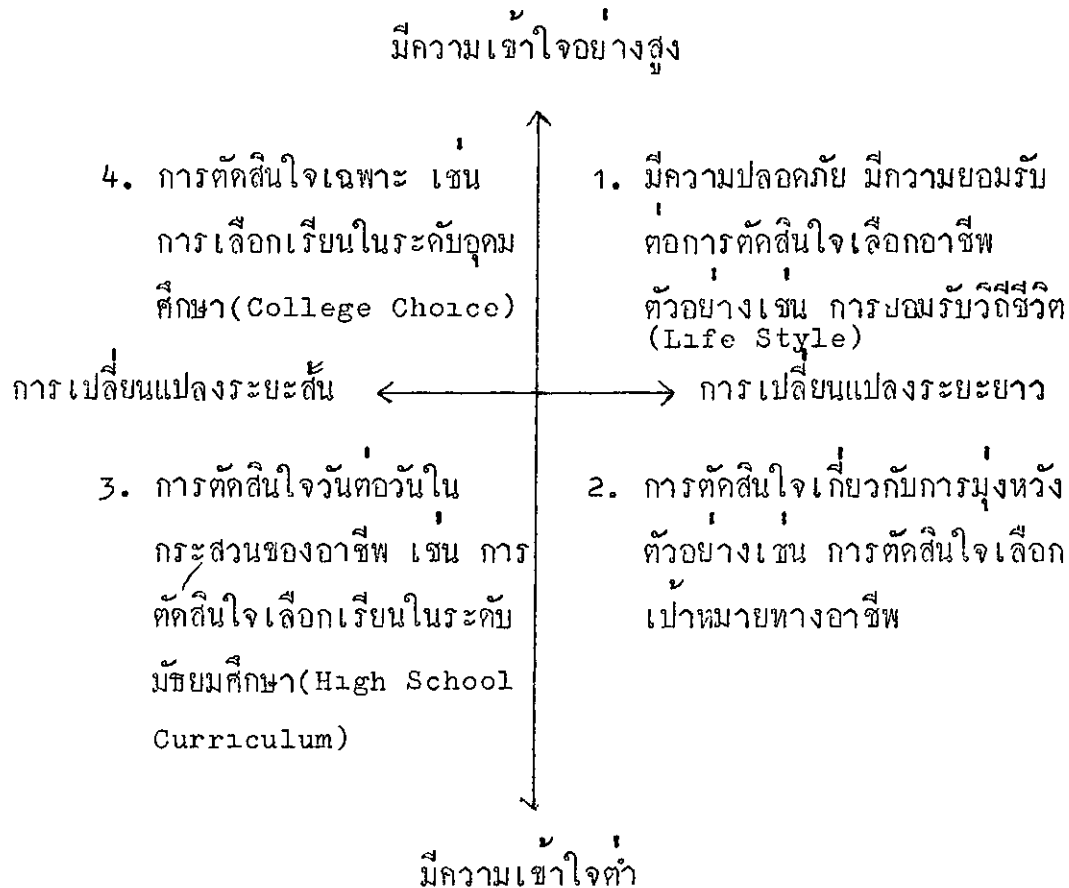 มีความเข้าใจอย่างสูง
4. การตัดสินใจเฉพาะ เช่น
การเลือกเรียนในระดับอุดม
ศึกษา(College Choice)
1. มีความปลอดภัย มีความยอมรับ
ต่อการตัดสินใจเลือกอาชีพ
ตัวอย่างเช่น การยอมรับวิถีชีวิต
(Life Style)
การเปลี่ยนแปลงระยะสั้น
การเปลี่ยนแปลงระยะยาว
3. การตัดสินใจวันต่อวันใน
กระสวนของอาชีพ เช่น การ
ตัดสินใจเลือกเรียนในระดับ
มัธยมศึกษา(High School
Curriculum)
2. การตัดสินใจเกี่ยวกับการมุ่งหวัง
ตัวอย่างเช่น การตัดสินใจเลือก
เป้าหมายทางอาชีพ
มีความเข้าใจต่ำ